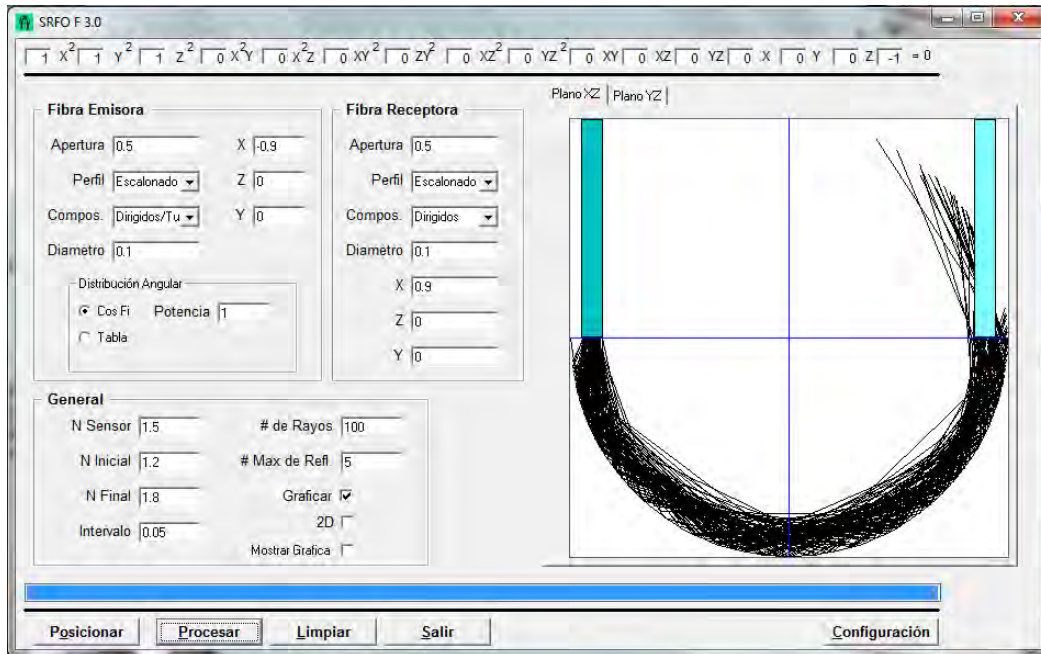 SRFO F 3.0
1 X2 1 Y2 1 Z2 0 X2Y 0 X2Z 0 XY2 0 ZY2 0 XZ2 0 YZ2 0 XY 0 XZ 0 YZ 0 X 0 Y 0 Z -1 = 0
Plano XZ Plano YZ
Fibra Emisora
Apertura 0.5 X -0.9
Perfil Escalonado Z 0
Compos. Dirigidos/Tu Y 0
Diametro 0.1
Distribución Angular
Cos Fi Potencia 1
Tabla
Fibra Receptora
Apertura 0.5
Perfil Escalonado
Compos. Dirigidos
Diametro 0.1
X 0.9
Z 0
Y 0
General
N Sensor 1.5 # de Rayos 100
N Inicial 1.2 # Max de Refl 5
N Final 1.8 Graficar
Intervalo 0.05 2D
Mostrar Grafica
Posicionar Procesar Limpiar Salir Configuración